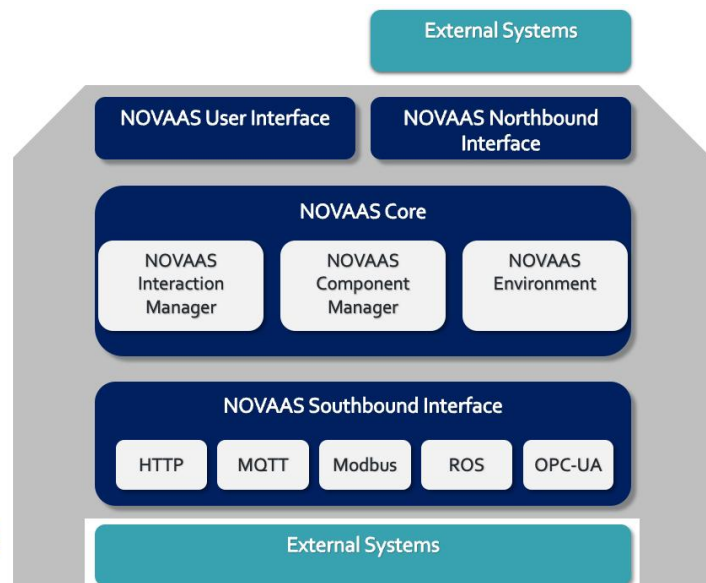 External Systems
NOVAAS User Interface
NOVAAS Northbound
Interface
NOVAAS Core
NOVAAS
Interaction
Manager
NOVAAS
Component
Manager
NOVAAS
Environment
NOVAAS Southbound Interface
HTTP
MQTT
Modbus
ROS
OPC-UA
External Systems